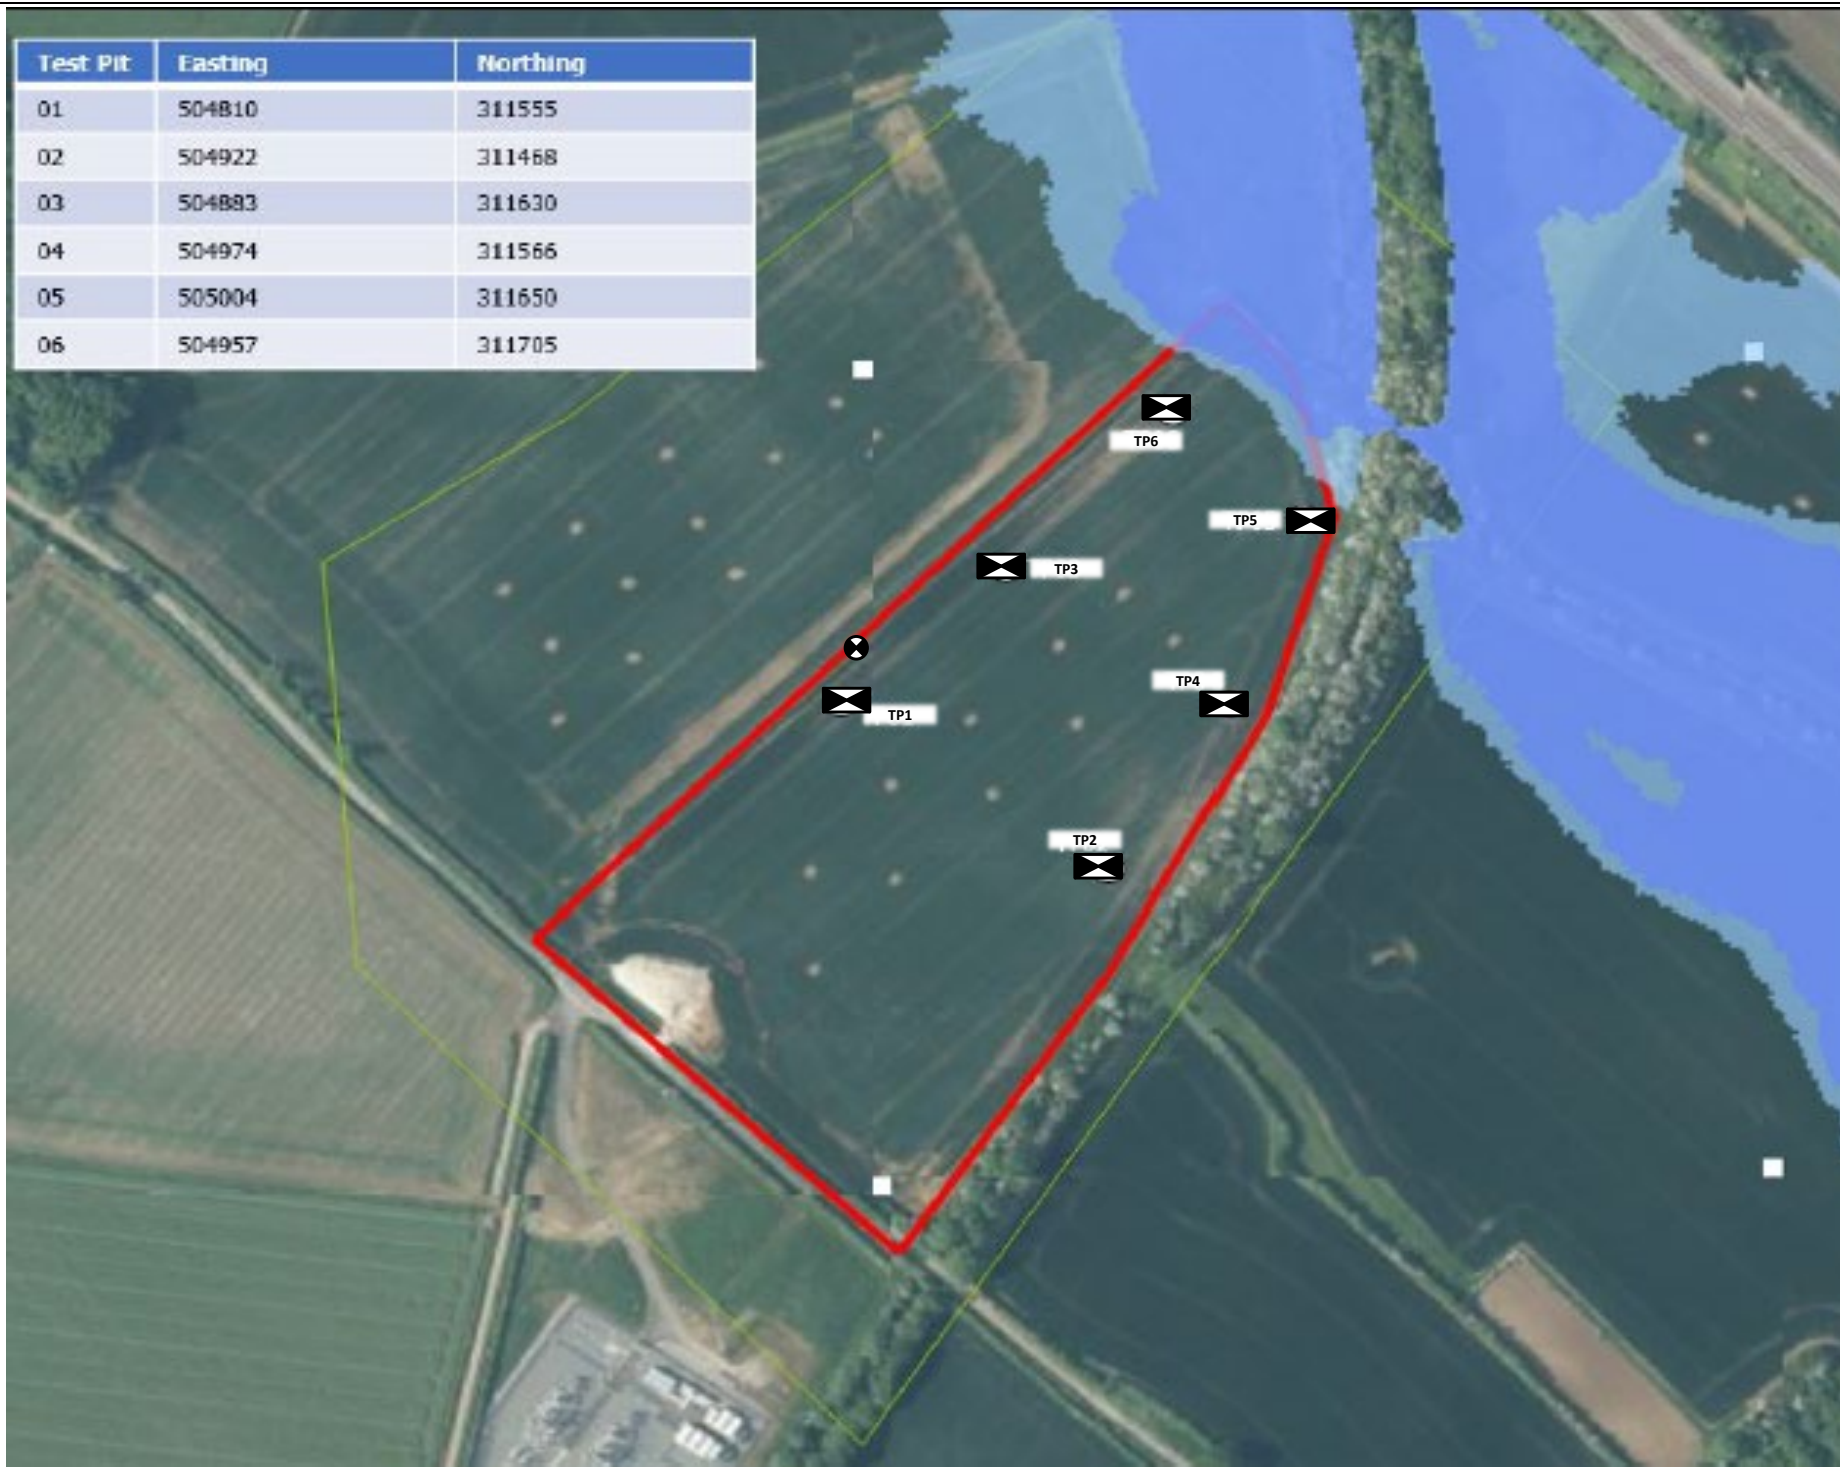 Test Pit Easting Northing
01 504810 311555
02 504922 311468
03 504883 311630
04 504974 311566
05 505004 311650
06 504957 311705
TP6
TP5
TP3
TP4
TP1
TP2